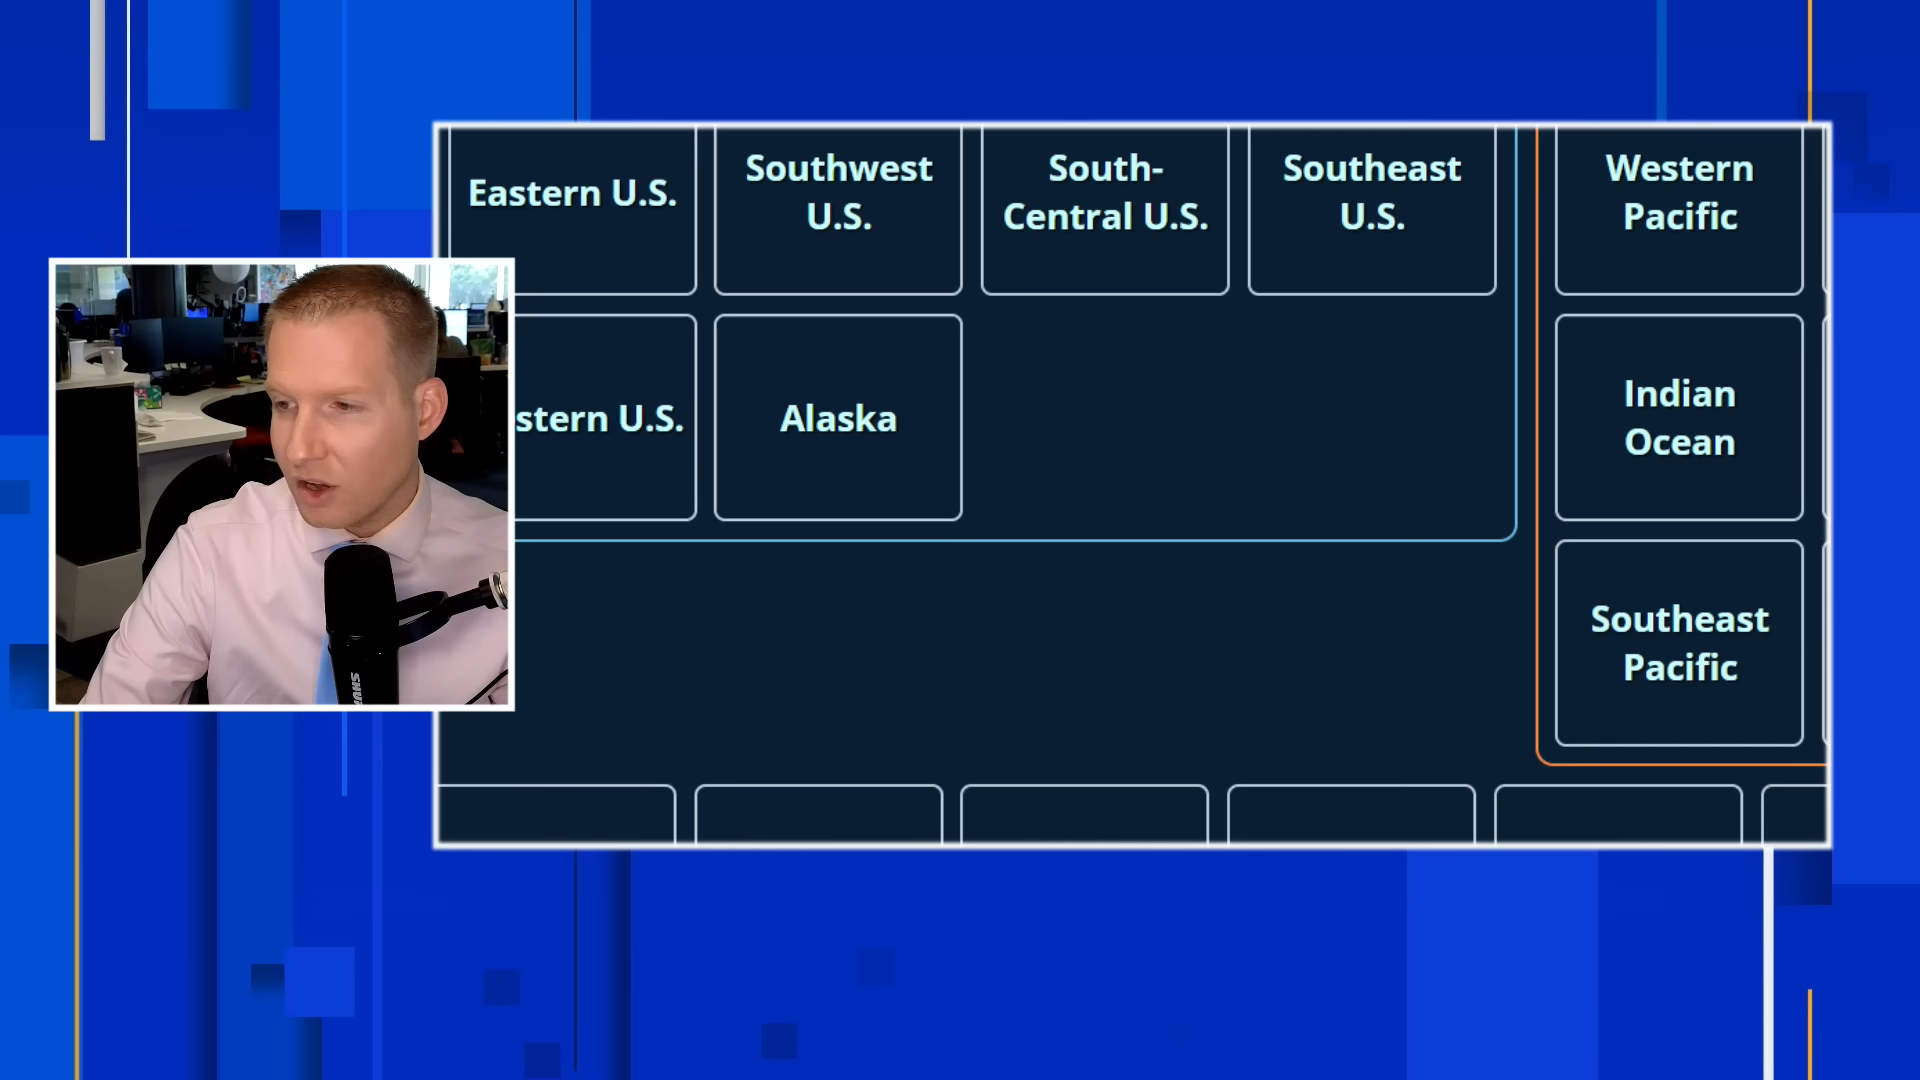 Eastern U.S.
Southwest
U.S.
South-
Central U.S.
Southeast
U.S.
Western
Pacific
stern U.S.
Alaska
Indian
Ocean
Southeast
Pacific